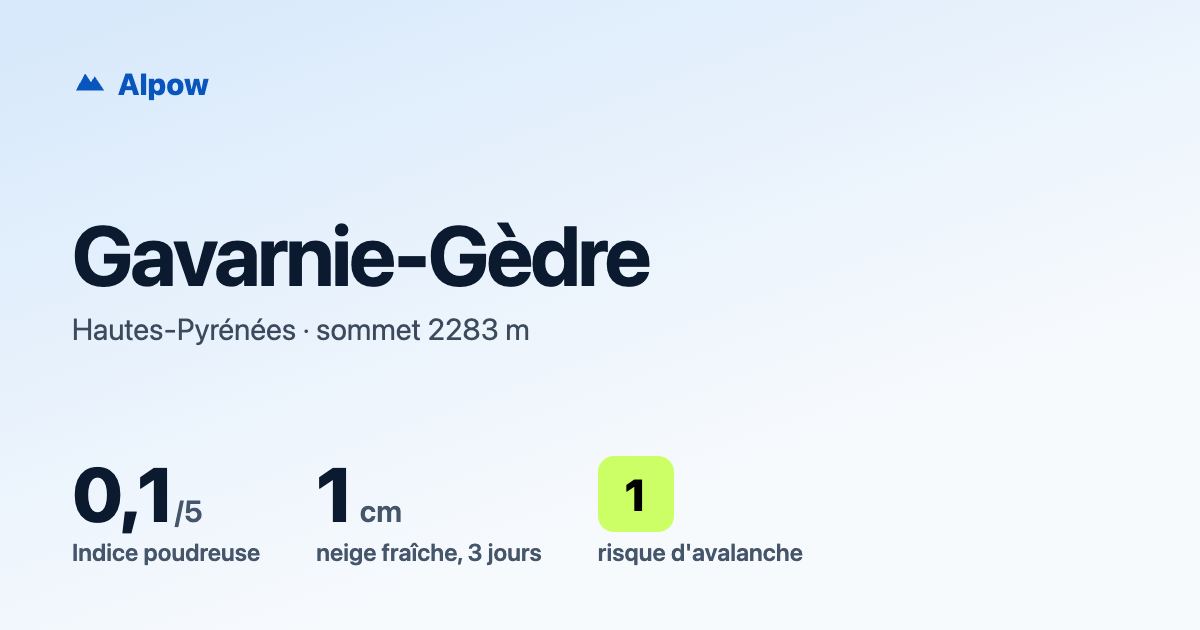 Alpow
Gavarnie-Gèdre
Hautes-Pyrénées · sommet 2283 m
0,1/5
1 cm
1
Indice poudreuse
neige fraîche, 3 jours
risque d'avalanche